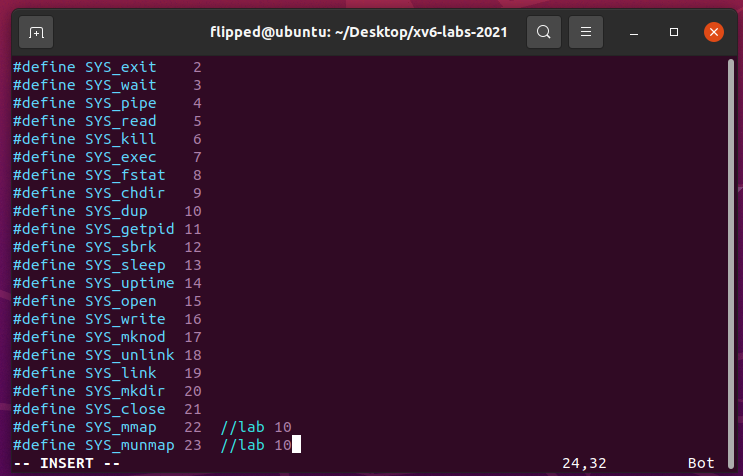 flipped@ubuntu: ~/Desktop/xv6-labs-2021
#define SYS_exit    2
#define SYS_wait    3
#define SYS_pipe    4
#define SYS_read    5
#define SYS_kill    6
#define SYS_exec    7
#define SYS_fstat   8
#define SYS_chdir   9
#define SYS_dup    10
#define SYS_getpid 11
#define SYS_sbrk   12
#define SYS_sleep  13
#define SYS_uptime 14
#define SYS_open   15
#define SYS_write  16
#define SYS_mknod  17
#define SYS_unlink 18
#define SYS_link   19
#define SYS_mkdir  20
#define SYS_close  21
#define SYS_mmap   22  //lab 10
#define SYS_munmap 23  //lab 10
-- INSERT -- 24,32 Bot